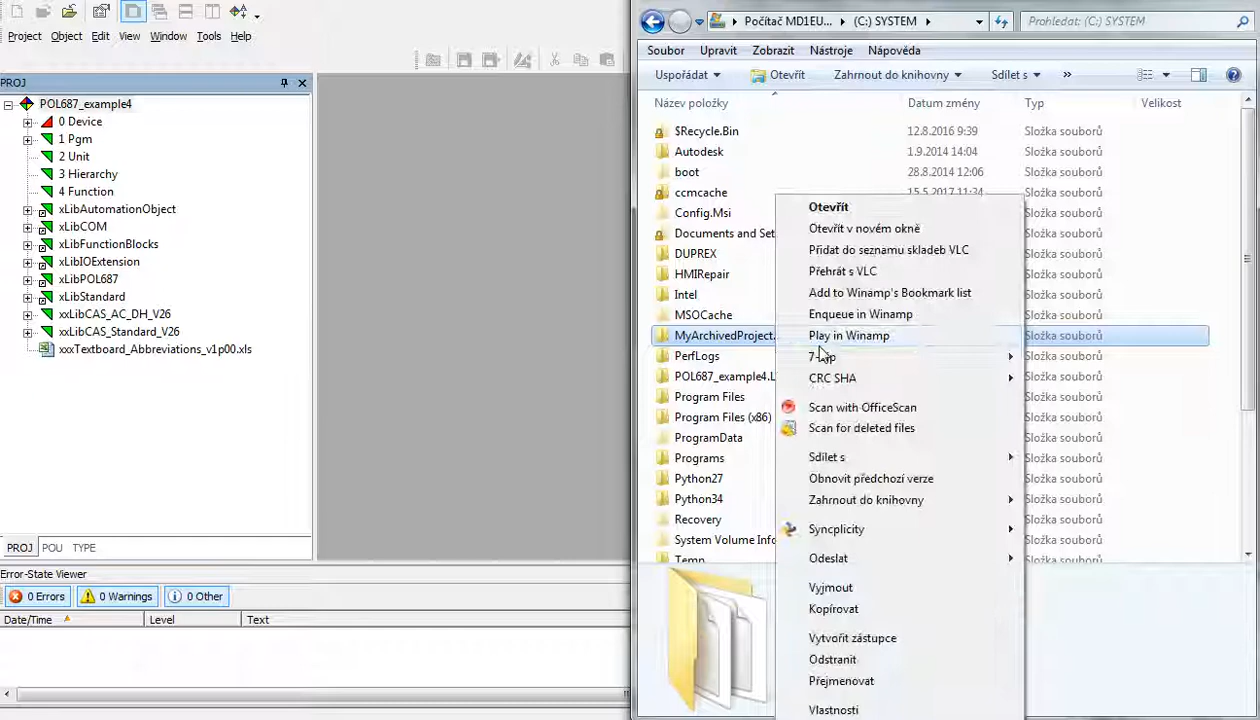 Project Object Edit View Window Tools Help
PROJ
POL687_example4
0 Device
1 Pgm
2 Unit
3 Hierarchy
4 Function
xLibAutomationObject
xLibCOM
xLibFunctionBlocks
xLibIOExtension
xLibPOL687
xLibStandard
xxLibCAS_AC_DH_V26
xxLibCAS_Standard_V26
xxxTextboard_Abbreviations_v1p00.xls
PROJ POU TYPE
Error-State Viewer
0 Errors 0 Warnings 0 Other
Date/Time Level Text
Počítač MD1EU... (C:) SYSTEM Prohledat: (C:) SYSTEM
Soubor Upravit Zobrazit Nástroje Nápověda
Uspořádat Otevřít Zahrnout do knihovny Sdílet s »
Název položky Datum změny Typ Velikost
$Recycle.Bin 12.8.2016 9:39 Složka souborů
Autodesk 1.9.2014 14:04 Složka souborů
boot 28.8.2014 12:06 Složka souborů
ccmcache 15.5.2017 11:34 Složka souborů
Config.Msi Složka souborů
Documents and Set Složka souborů
DUPREX Složka souborů
HMIRepair Složka souborů
Intel Složka souborů
MSOCache Složka souborů
MyArchivedProject. Složka souborů
PerfLogs Složka souborů
POL687_example4.L Složka souborů
Program Files Složka souborů
Program Files (x86) Složka souborů
ProgramData Složka souborů
Programs Složka souborů
Python27 Složka souborů
Python34 Složka souborů
Recovery Složka souborů
System Volume Info Složka souborů
Temp Složka souborů
Otevřít
Otevřít v novém okně
Přidat do seznamu skladeb VLC
Přehrát s VLC
Add to Winamp's Bookmark list
Enqueue in Winamp
Play in Winamp
CRC SHA
Scan with OfficeScan
Scan for deleted files
Sdílet s
Obnovit předchozí verze
Zahrnout do knihovny
Syncplicity
Odeslat
Vyjmout
Kopírovat
Vytvořit zástupce
Odstranit
Přejmenovat
Vlastnosti